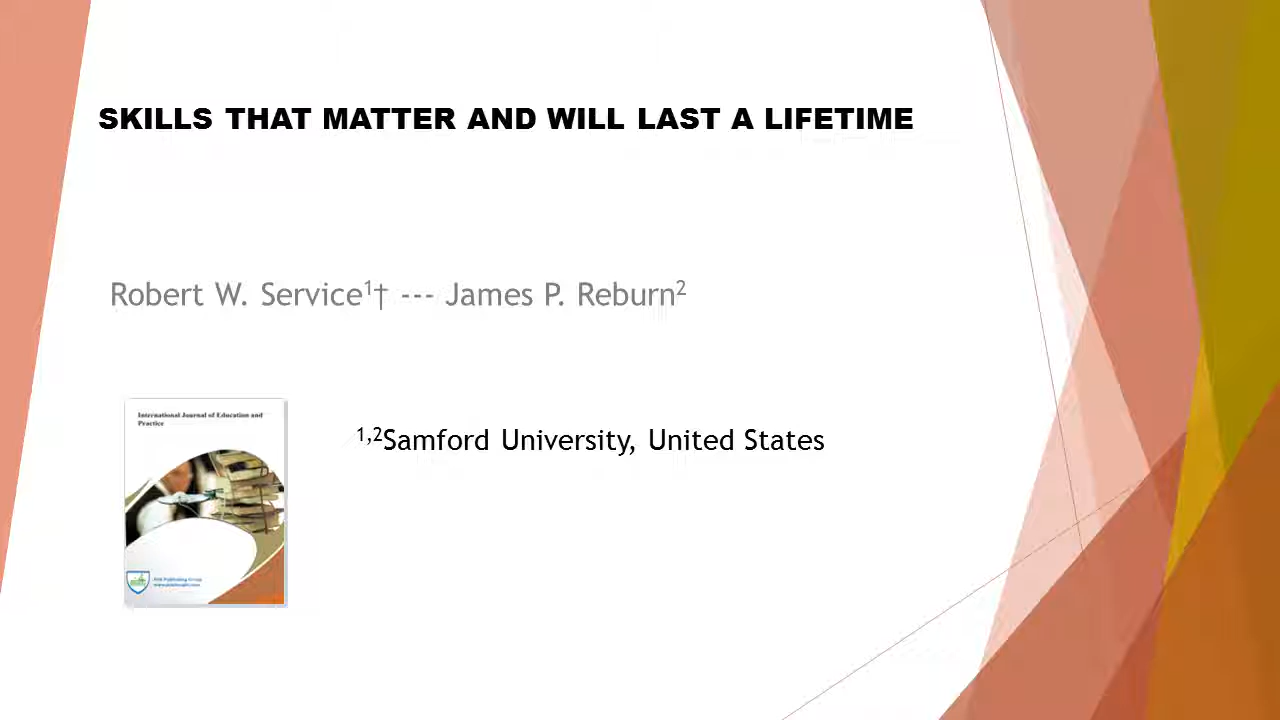 SKILLS THAT MATTER AND WILL LAST A LIFETIME
Robert W. Service¹† --- James P. Reburn²
International Journal of Education and
Practice
¹,²Samford University, United States